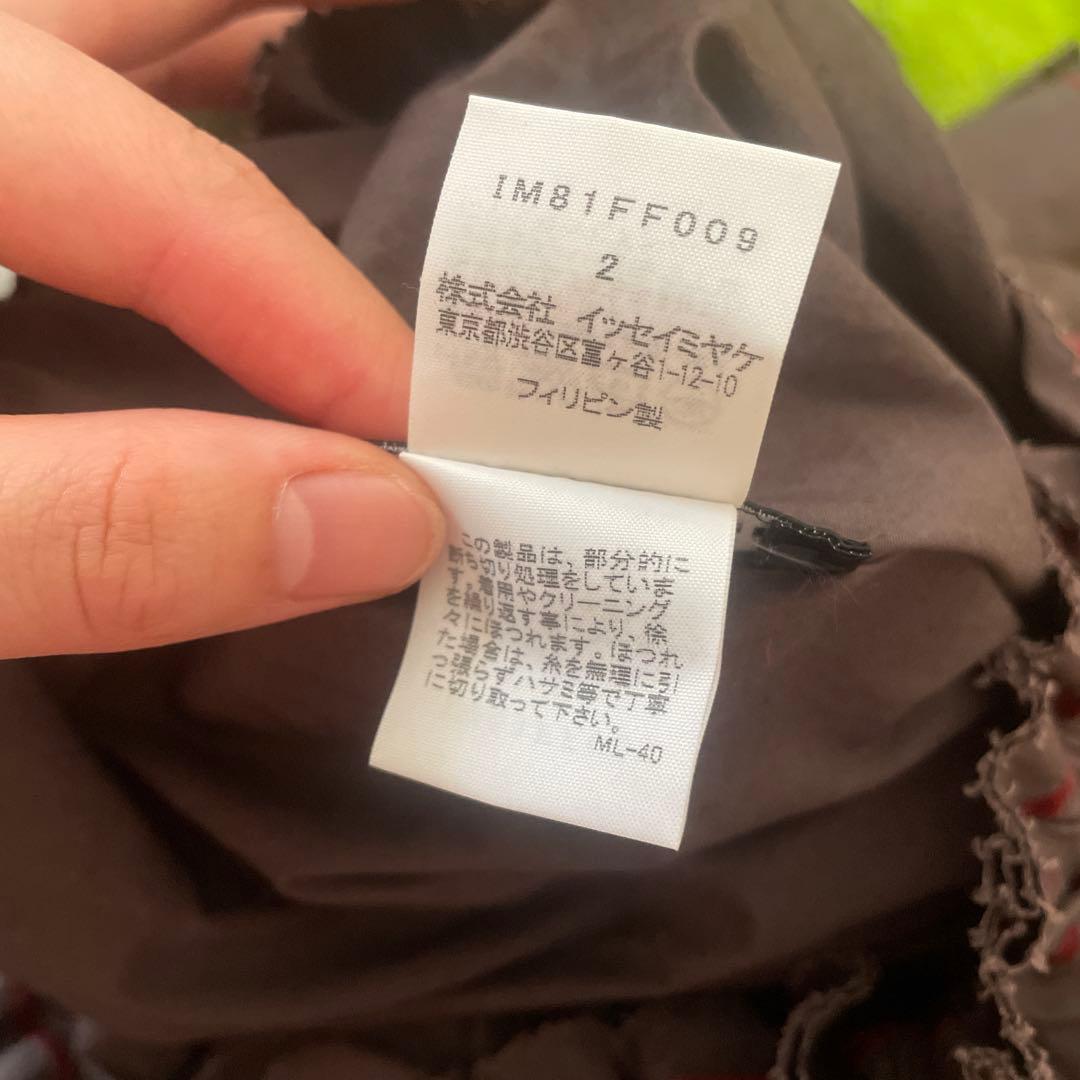 IM81FF009
2
株式会社 イッセイミヤケ
東京都渋谷区富ヶ谷1-12-10
フィリピン製
この製品は、部分的に
断ち切り処理をしていま
す。着用やクリーニング
を繰り返す事により、徐
々にほつれます。ほつれ
た場合は、糸を無理に引
っ張らずハサミ等で丁寧
に切り取って下さい。
ML-40